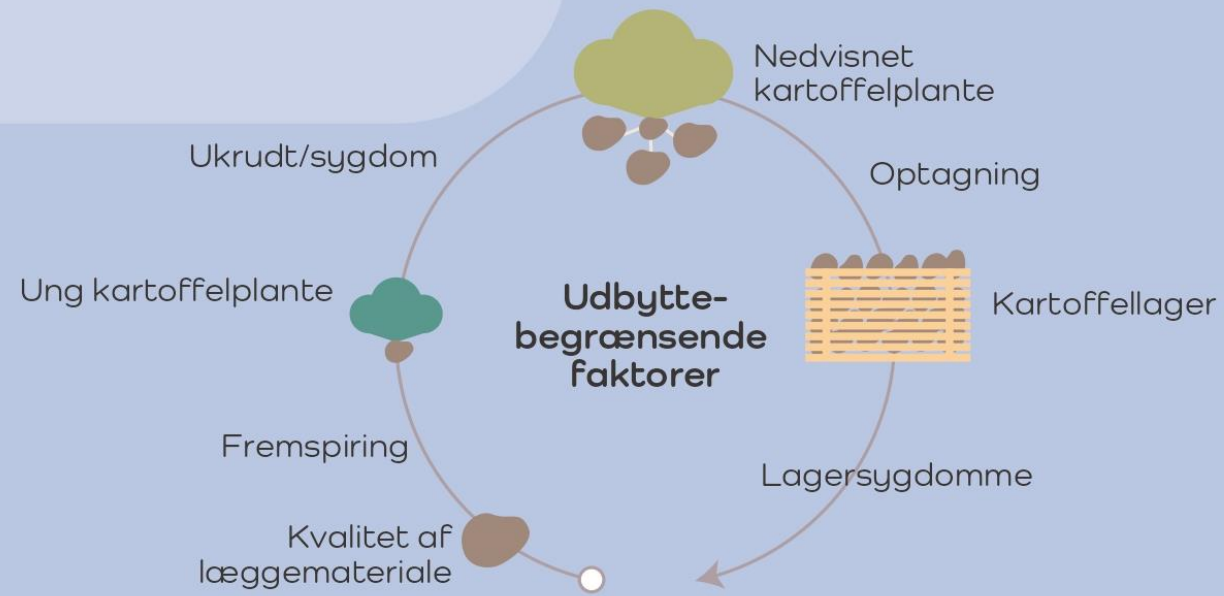 Nedvisnet
kartoffelplante
Ukrudt/sygdom
Optagning
Ung kartoffelplante
Udbytte-
begrænsende
faktorer
Kartoffellager
Fremspiring
Lagersygdomme
Kvalitet af
læggemateriale